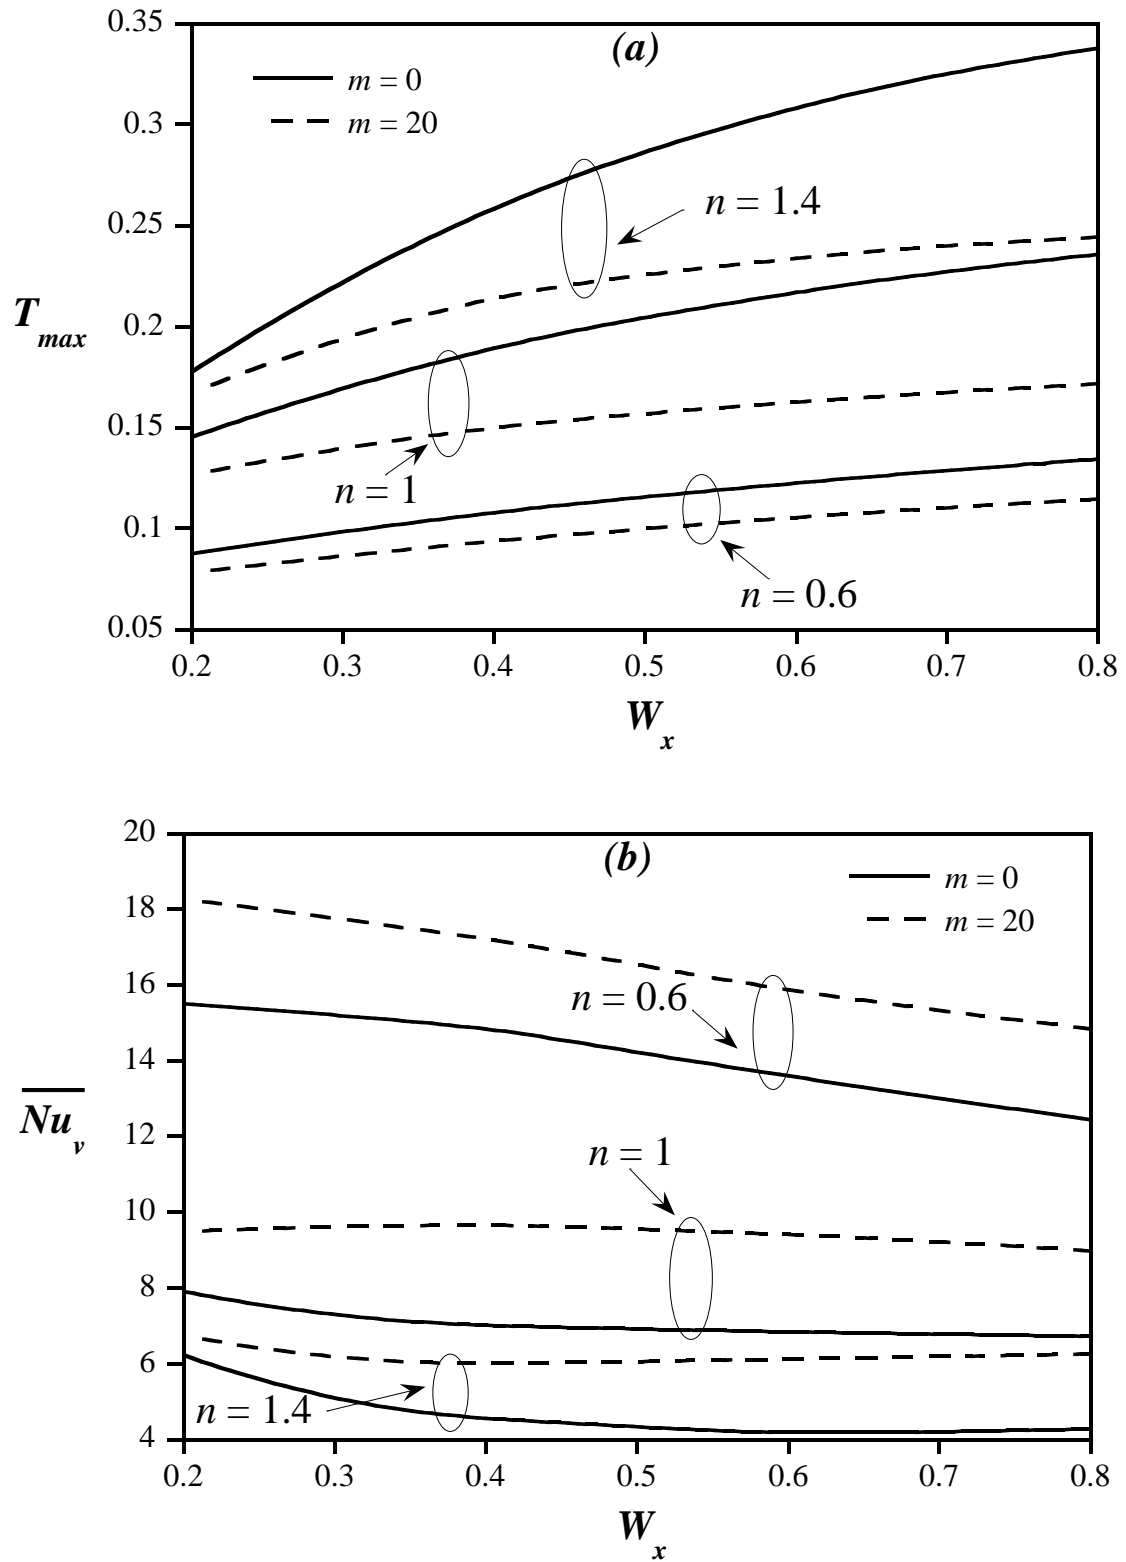 0.35
(a)
m = 0
m = 20
0.3
n = 1.4
0.25
T_max
0.2
0.15
n = 1
0.1
n = 0.6
0.05
0.2 0.3 0.4 0.5 0.6 0.7 0.8
W_x
20
(b)
m = 0
m = 20
18
16
n = 0.6
14
Nu_v
12
n = 1
10
8
6
n = 1.4
4
0.2 0.3 0.4 0.5 0.6 0.7 0.8
W_x